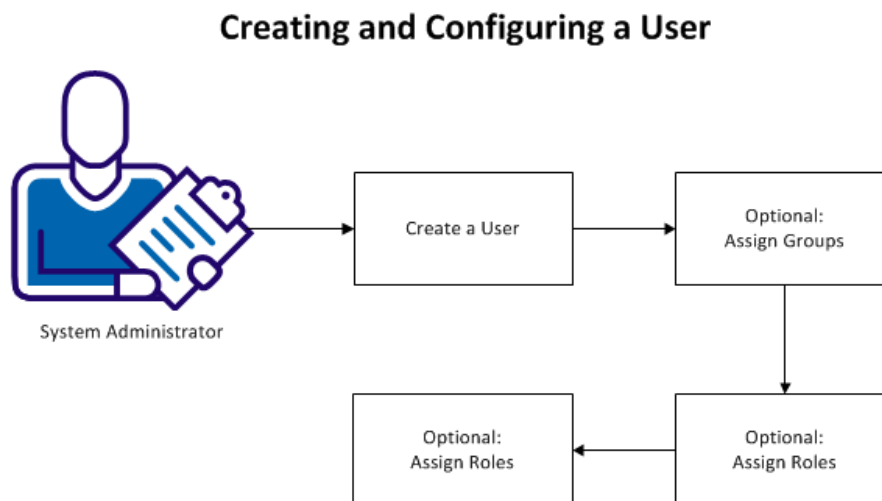 Creating and Configuring a User
Create a User
Optional:
Assign Groups
System Administrator
Optional:
Assign Roles
Optional:
Assign Roles